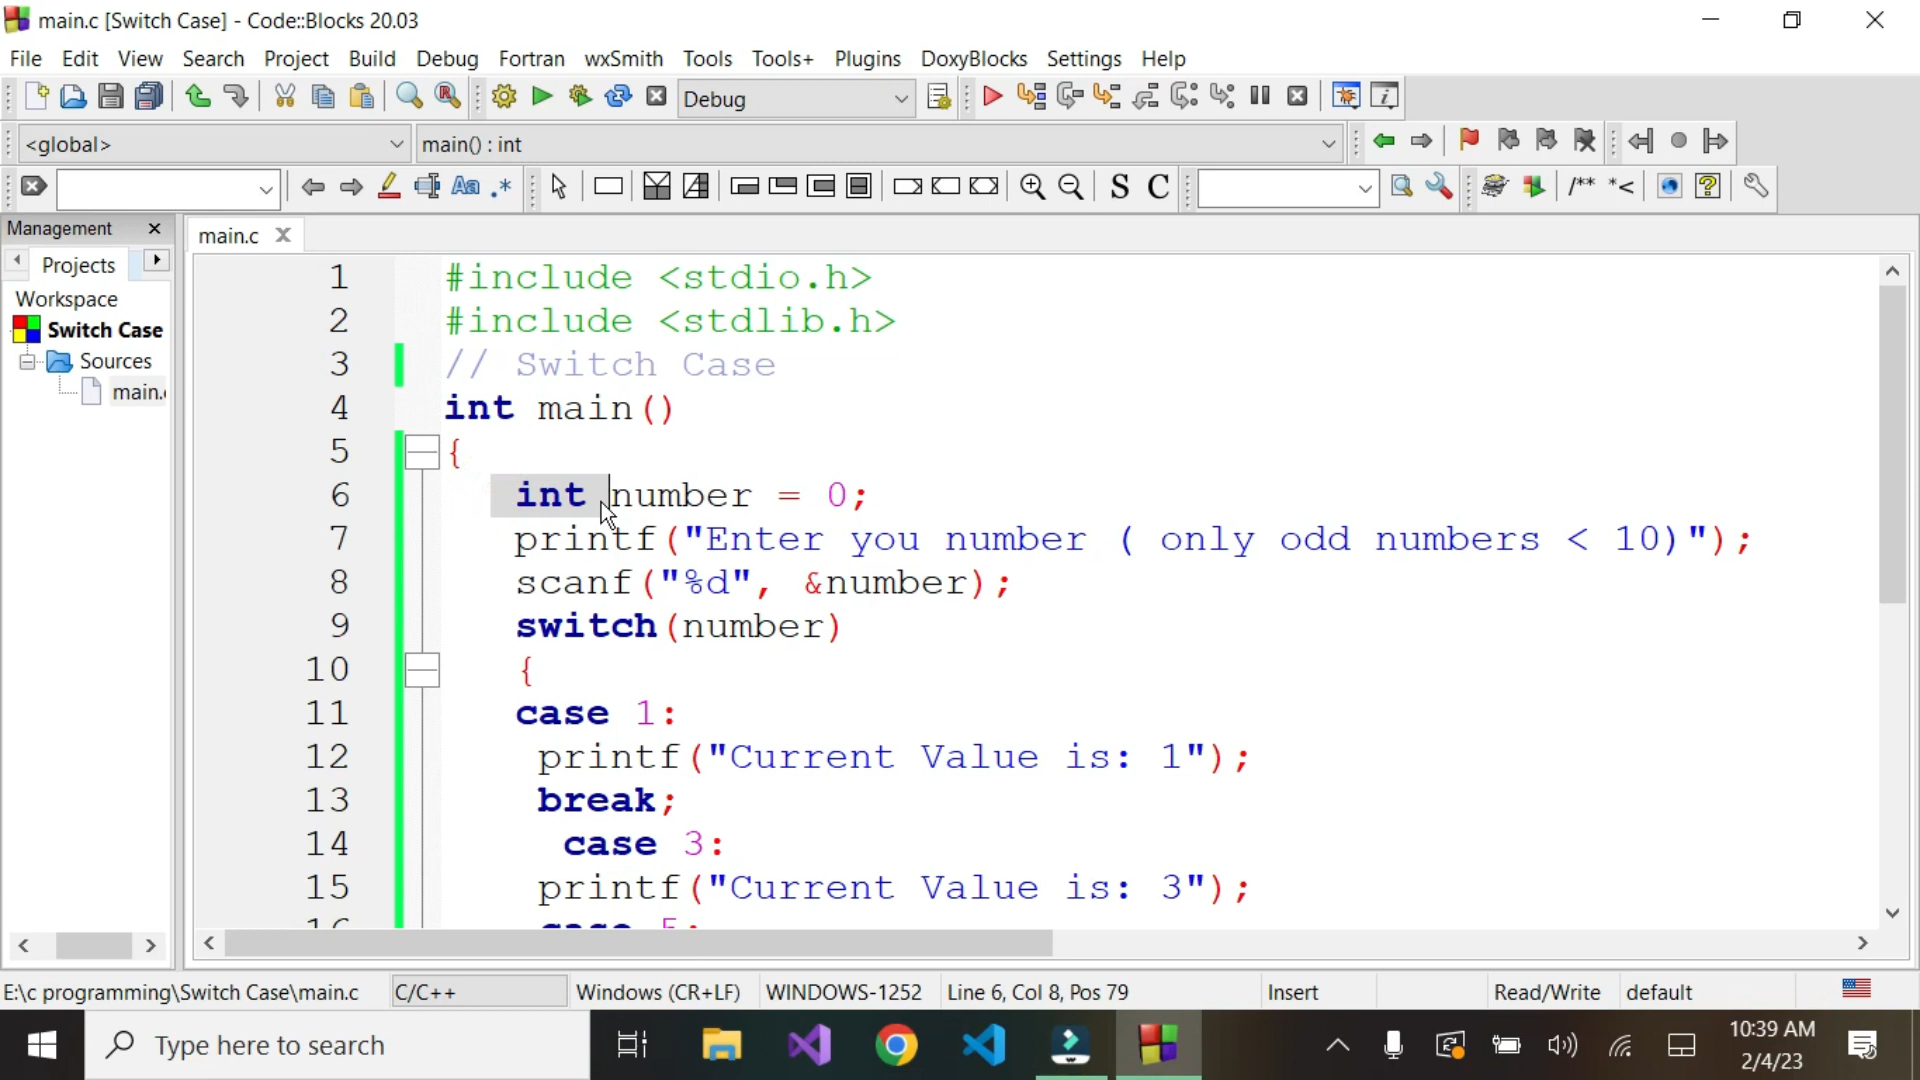 main.c [Switch Case] - Code::Blocks 20.03
File Edit View Search Project Build Debug Fortran wxSmith Tools Tools+ Plugins DoxyBlocks Settings Help
Debug
<global> main() : int
S C /** *<
Management
main.c
Projects
Workspace
Switch Case
Sources
main.
1 #include <stdio.h>
2 #include <stdlib.h>
3 // Switch Case
4 int main()
5 {
6 int number = 0;
7 printf("Enter you number ( only odd numbers < 10)");
8 scanf("%d", &number);
9 switch(number)
10 {
11 case 1:
12 printf("Current Value is: 1");
13 break;
14 case 3:
15 printf("Current Value is: 3");
16 case 5:
E:\c programming\Switch Case\main.c C/C++ Windows (CR+LF) WINDOWS-1252 Line 6, Col 8, Pos 79 Insert Read/Write default
Type here to search
10:39 AM
2/4/23